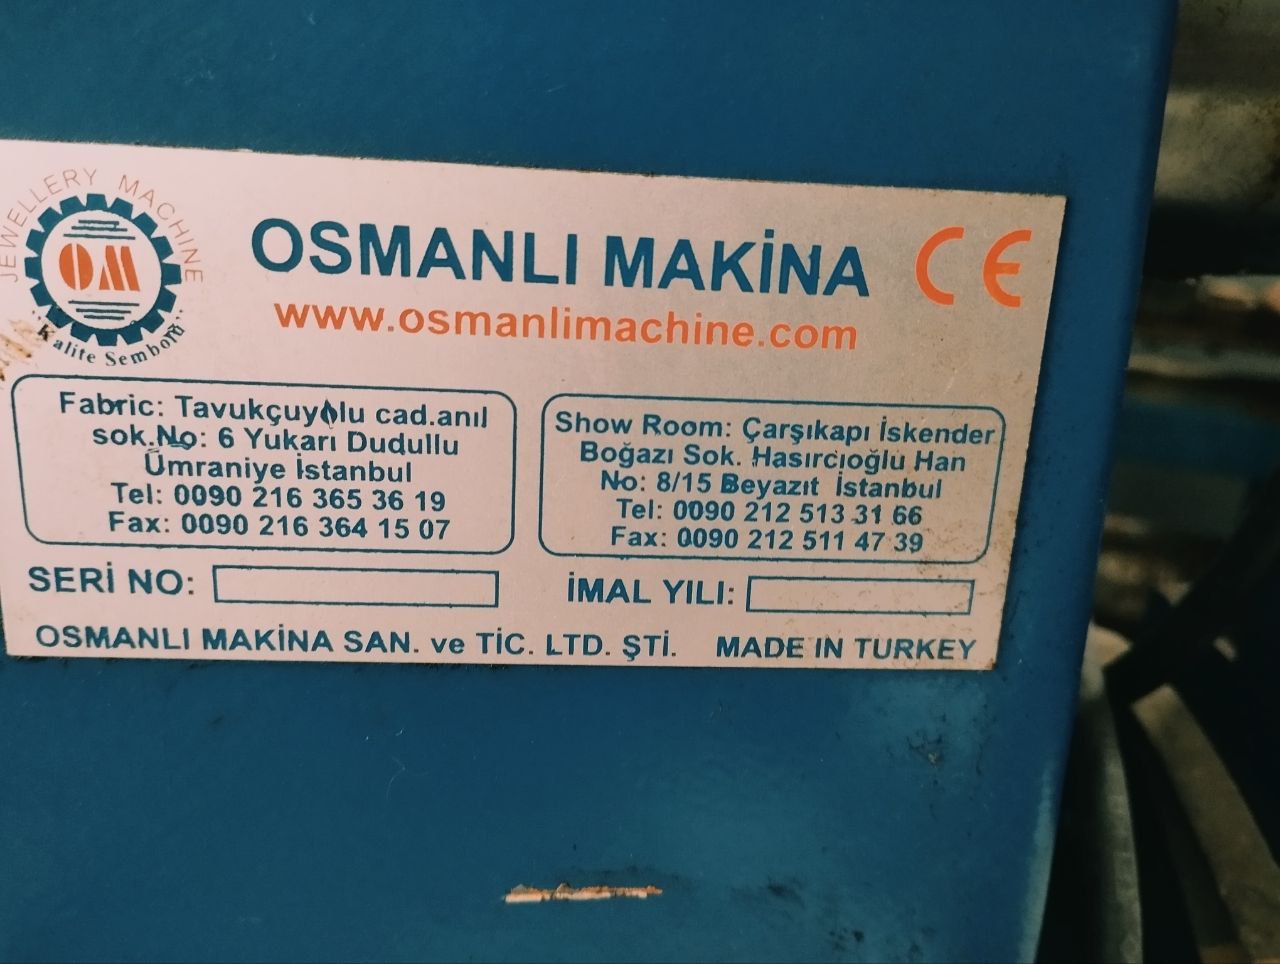 JEWELLERY MACHINE
OM
Kalite Sembolü
OSMANLI MAKİNA
CE
www.osmanlimachine.com
Fabric: Tavukçuyolu cad.anıl
sok.No: 6 Yukarı Dudullu
Ümraniye İstanbul
Tel: 0090 216 365 36 19
Fax: 0090 216 364 15 07
Show Room: Çarşıkapı İskender
Boğazı Sok. Hasırcıoğlu Han
No: 8/15 Beyazıt İstanbul
Tel: 0090 212 513 31 66
Fax: 0090 212 511 47 39
SERİ NO:
İMAL YILI:
OSMANLI MAKİNA SAN. ve TİC. LTD. ŞTİ.
MADE IN TURKEY